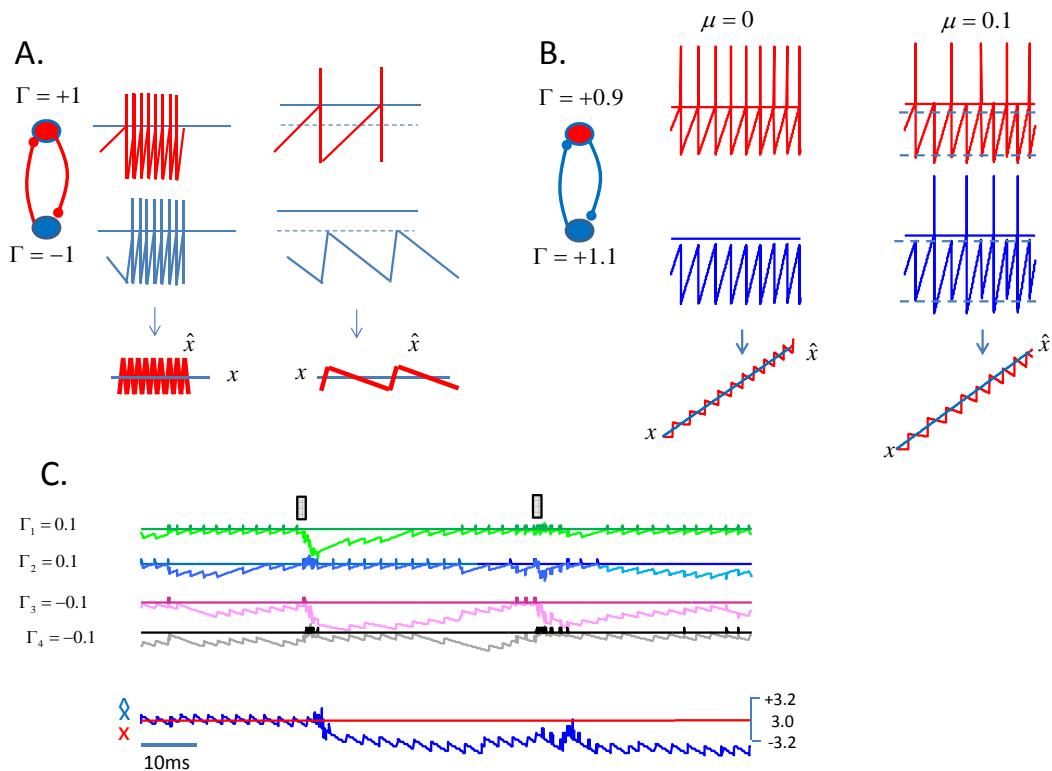 A.
Γ = +1
Γ = −1
x̂
x
x̂
x
B.
μ = 0
μ = 0.1
Γ = +0.9
Γ = +1.1
x̂
x
x̂
x
C.
Γ₁ = 0.1
Γ₂ = 0.1
Γ₃ = −0.1
Γ₄ = −0.1
x̂
x
+3.2
3.0
-3.2
10ms